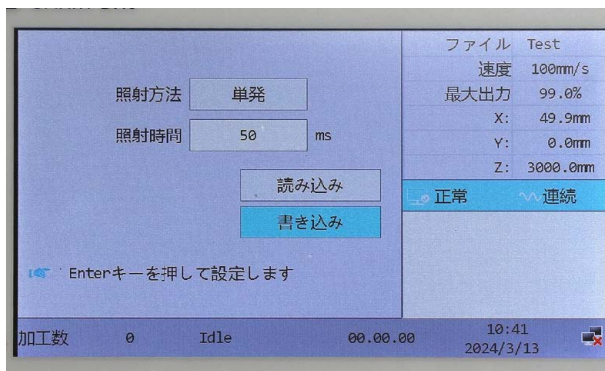 ファイル Test
速度 100mm/s
照射方法 単発
最大出力 99.0%
X: 49.9mm
照射時間 50 ms
Y: 0.0mm
Z: 3000.0mm
読み込み
正常 連続
書き込み
Enterキーを押して設定します
加工数 0 Idle 00.00.00
10:41
2024/3/13